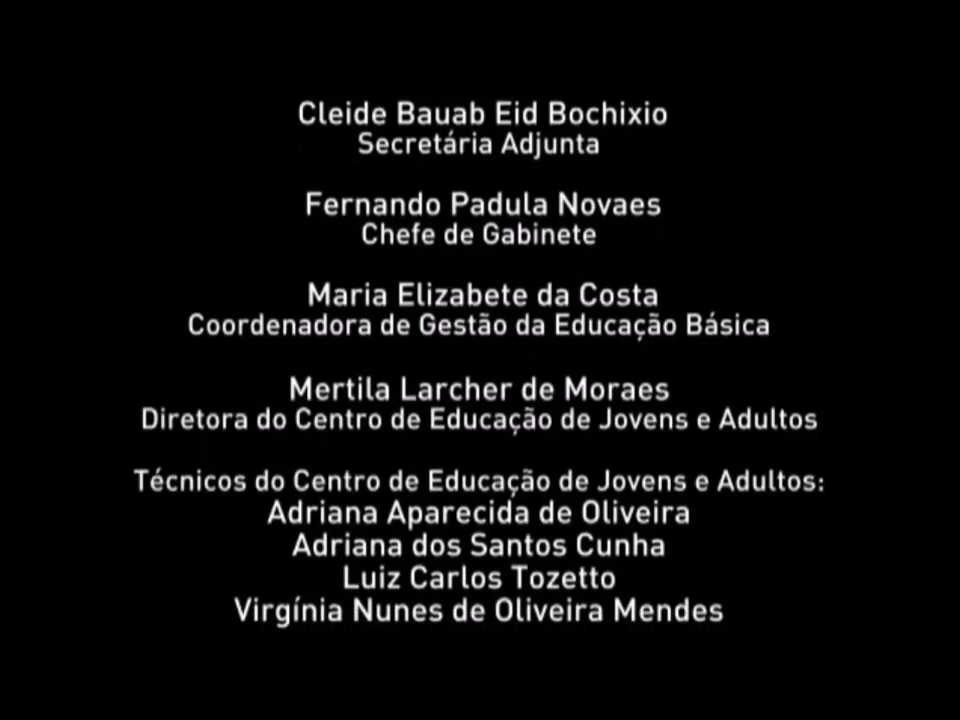 Cleide Bauab Eid Bochixio
Secretária Adjunta
Fernando Padula Novaes
Chefe de Gabinete
Maria Elizabete da Costa
Coordenadora de Gestão da Educação Básica
Mertila Larcher de Moraes
Diretora do Centro de Educação de Jovens e Adultos
Técnicos do Centro de Educação de Jovens e Adultos:
Adriana Aparecida de Oliveira
Adriana dos Santos Cunha
Luiz Carlos Tozetto
Virgínia Nunes de Oliveira Mendes